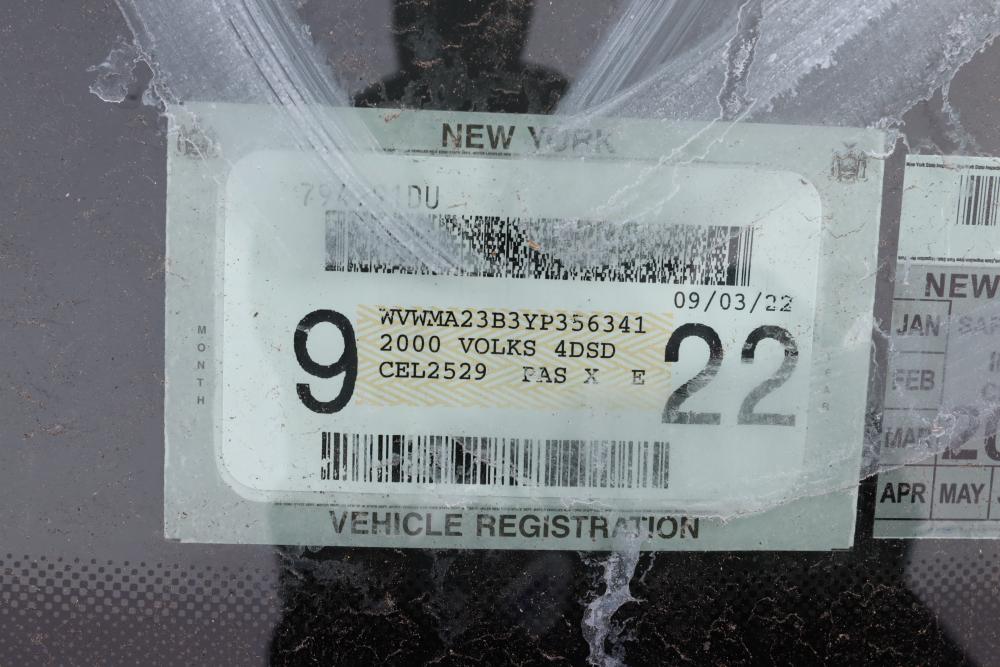 NEW YORK
09/03/22
WVWMA23B3YP356341
2000 VOLKS 4DSD
CEL2529 PAS X E
9
22
MONTH
VEHICLE REGISTRATION
NEW
JAN
FEB
MAR
APR MAY